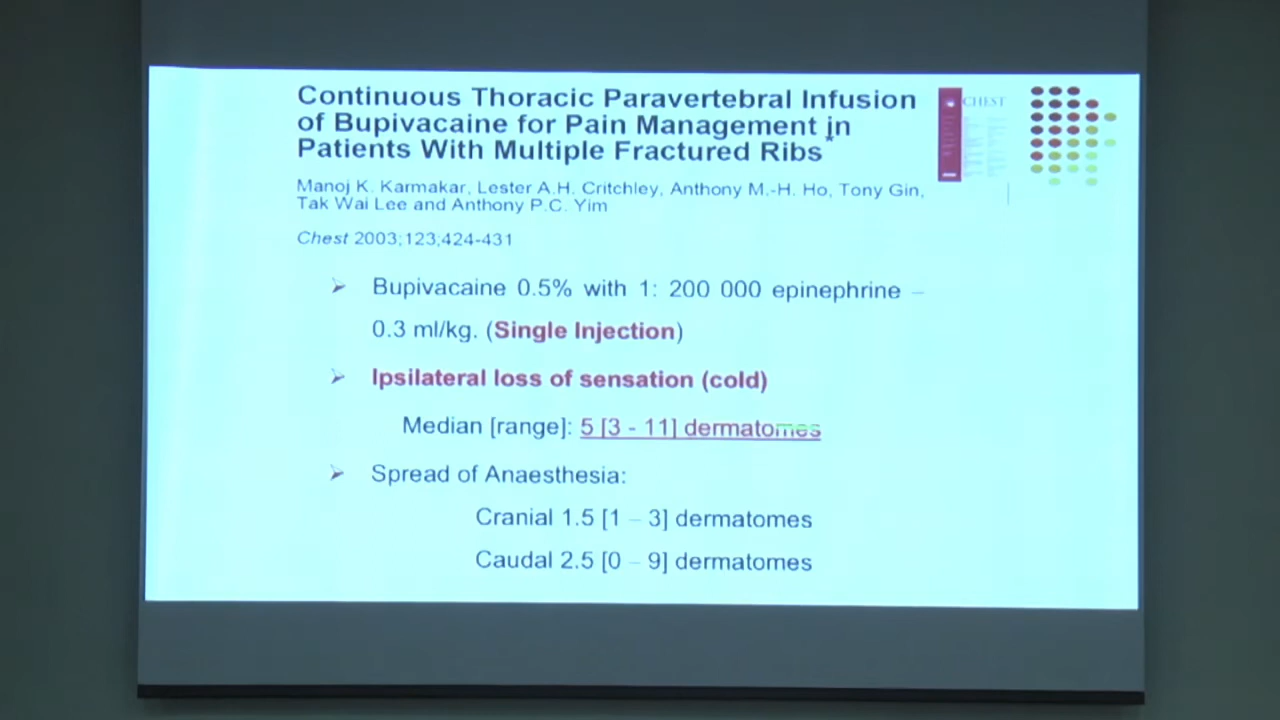 Continuous Thoracic Paravertebral Infusion
of Bupivacaine for Pain Management in
Patients With Multiple Fractured Ribs*
CHEST
Manoj K. Karmakar, Lester A.H. Critchley, Anthony M.-H. Ho, Tony Gin,
Tak Wai Lee and Anthony P.C. Yim
Chest 2003;123;424-431
➢ Bupivacaine 0.5% with 1: 200 000 epinephrine –
0.3 ml/kg. (Single Injection)
➢ Ipsilateral loss of sensation (cold)
Median [range]: 5 [3 - 11] dermatomes
➢ Spread of Anaesthesia:
Cranial 1.5 [1 – 3] dermatomes
Caudal 2.5 [0 – 9] dermatomes